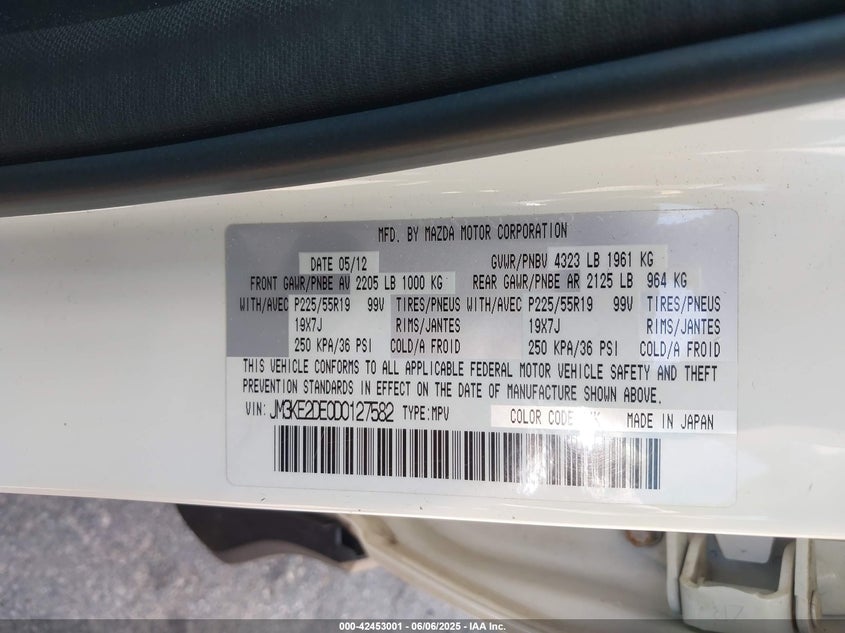 MFD. BY MAZDA MOTOR CORPORATION
DATE 05/12 GVWR/PNBV 4323 LB 1961 KG
FRONT GAWR/PNBE AV 2205 LB 1000 KG REAR GAWR/PNBE AR 2125 LB 964 KG
WITH/AVEC P225/55R19 99V TIRES/PNEUS WITH/AVEC P225/55R19 99V TIRES/PNEUS
19X7J RIMS/JANTES 19X7J RIMS/JANTES
250 KPA/36 PSI COLD/A FROID 250 KPA/36 PSI COLD/A FROID
THIS VEHICLE CONFORMS TO ALL APPLICABLE FEDERAL MOTOR VEHICLE SAFETY AND THEFT
PREVENTION STANDARDS IN EFFECT ON THE DATE OF MANUFACTURE SHOWN ABOVE.
VIN: JM3KE2DE0D0127582 TYPE:MPV COLOR CODE MADE IN JAPAN
000-42453001 - 06/06/2025 - IAA Inc.